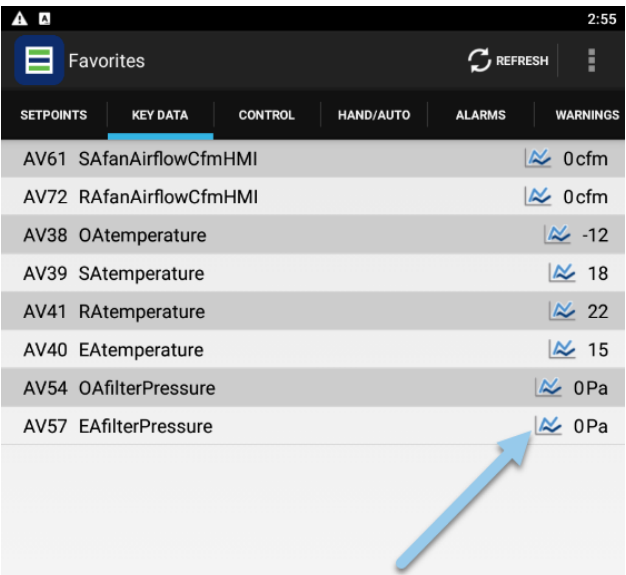 2:55
Favorites REFRESH
SETPOINTS KEY DATA CONTROL HAND/AUTO ALARMS WARNINGS
AV61 SAfanAirflowCfmHMI 0cfm
AV72 RAfanAirflowCfmHMI 0cfm
AV38 OAtemperature -12
AV39 SAtemperature 18
AV41 RAtemperature 22
AV40 EAtemperature 15
AV54 OAfilterPressure 0Pa
AV57 EAfilterPressure 0Pa